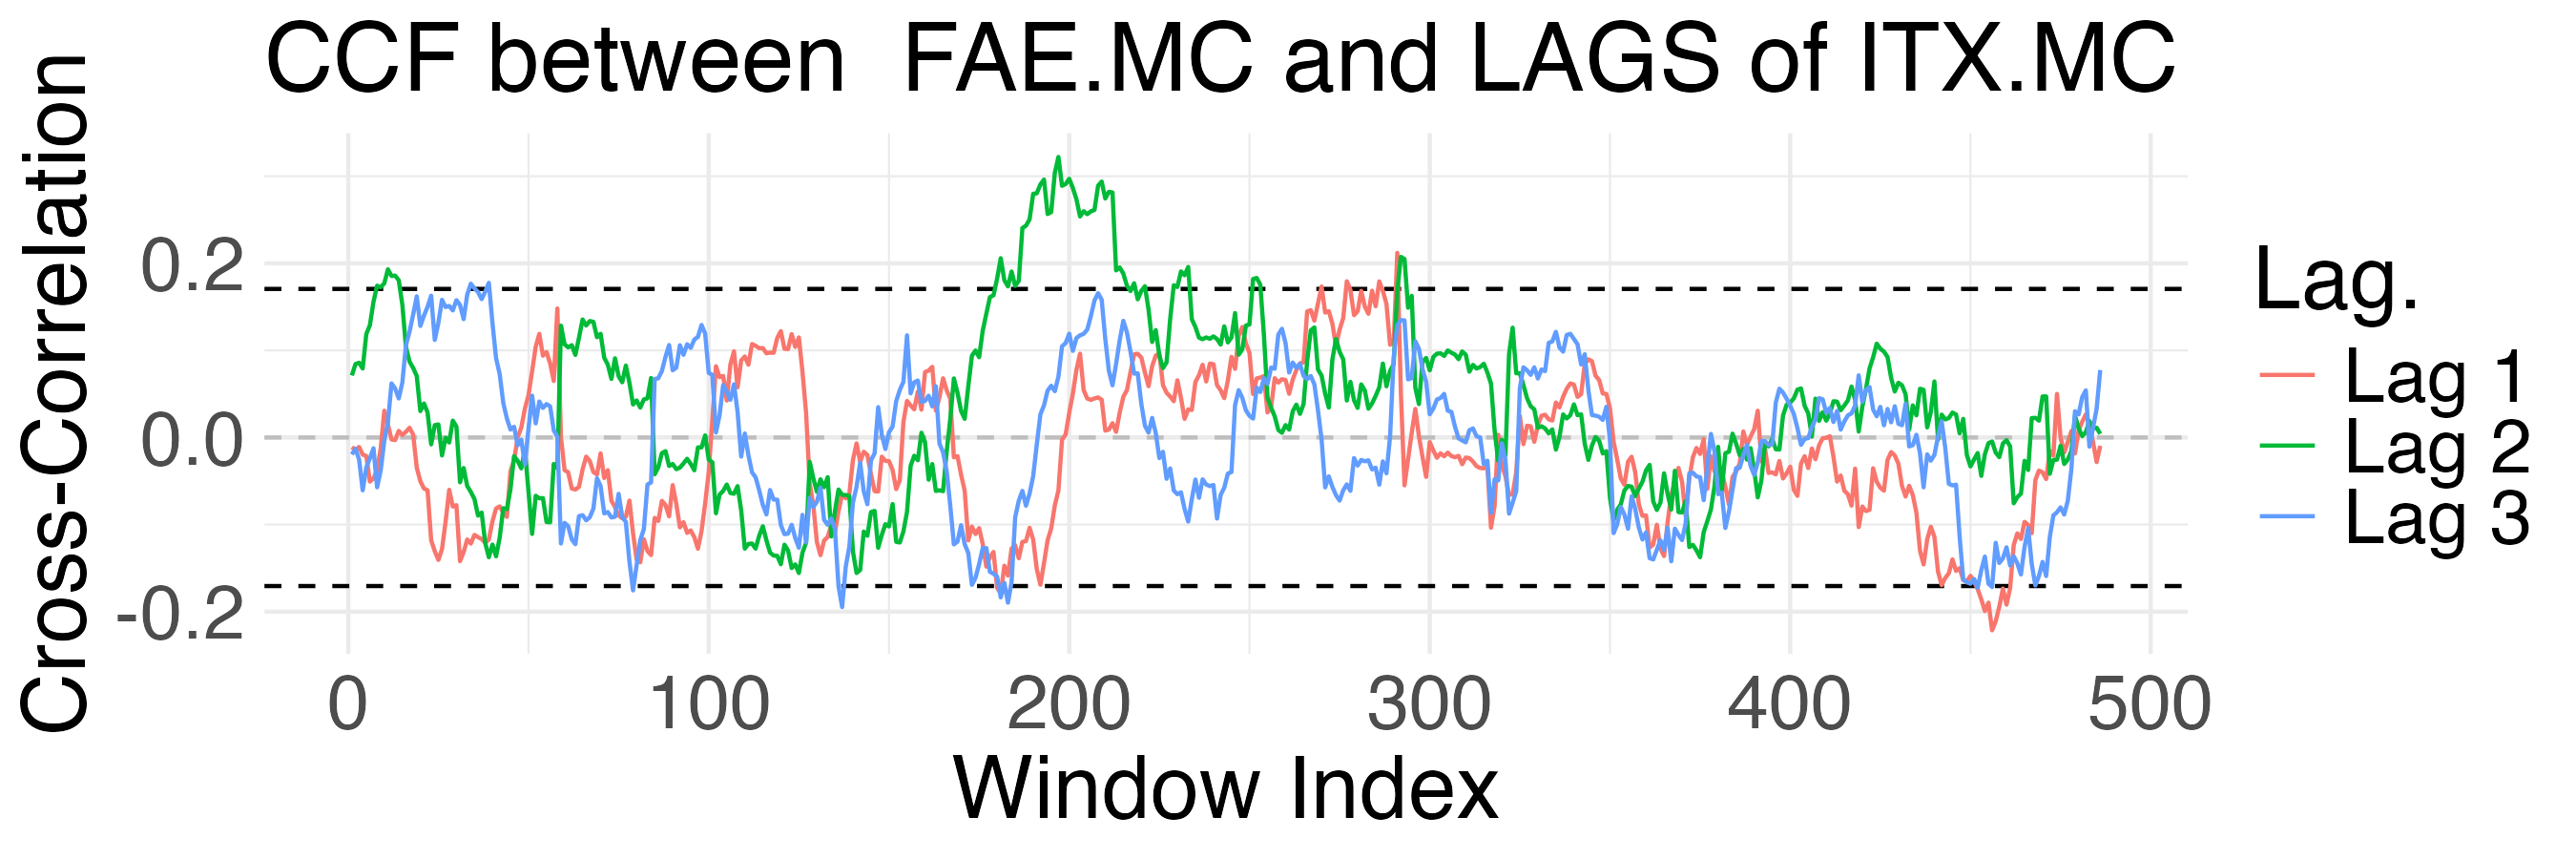 CCF between  FAE.MC and LAGS of ITX.MC
Cross-Correlation
0.2
0.0
-0.2
0 100 200 300 400 500
Window Index
Lag.
Lag 1
Lag 2
Lag 3